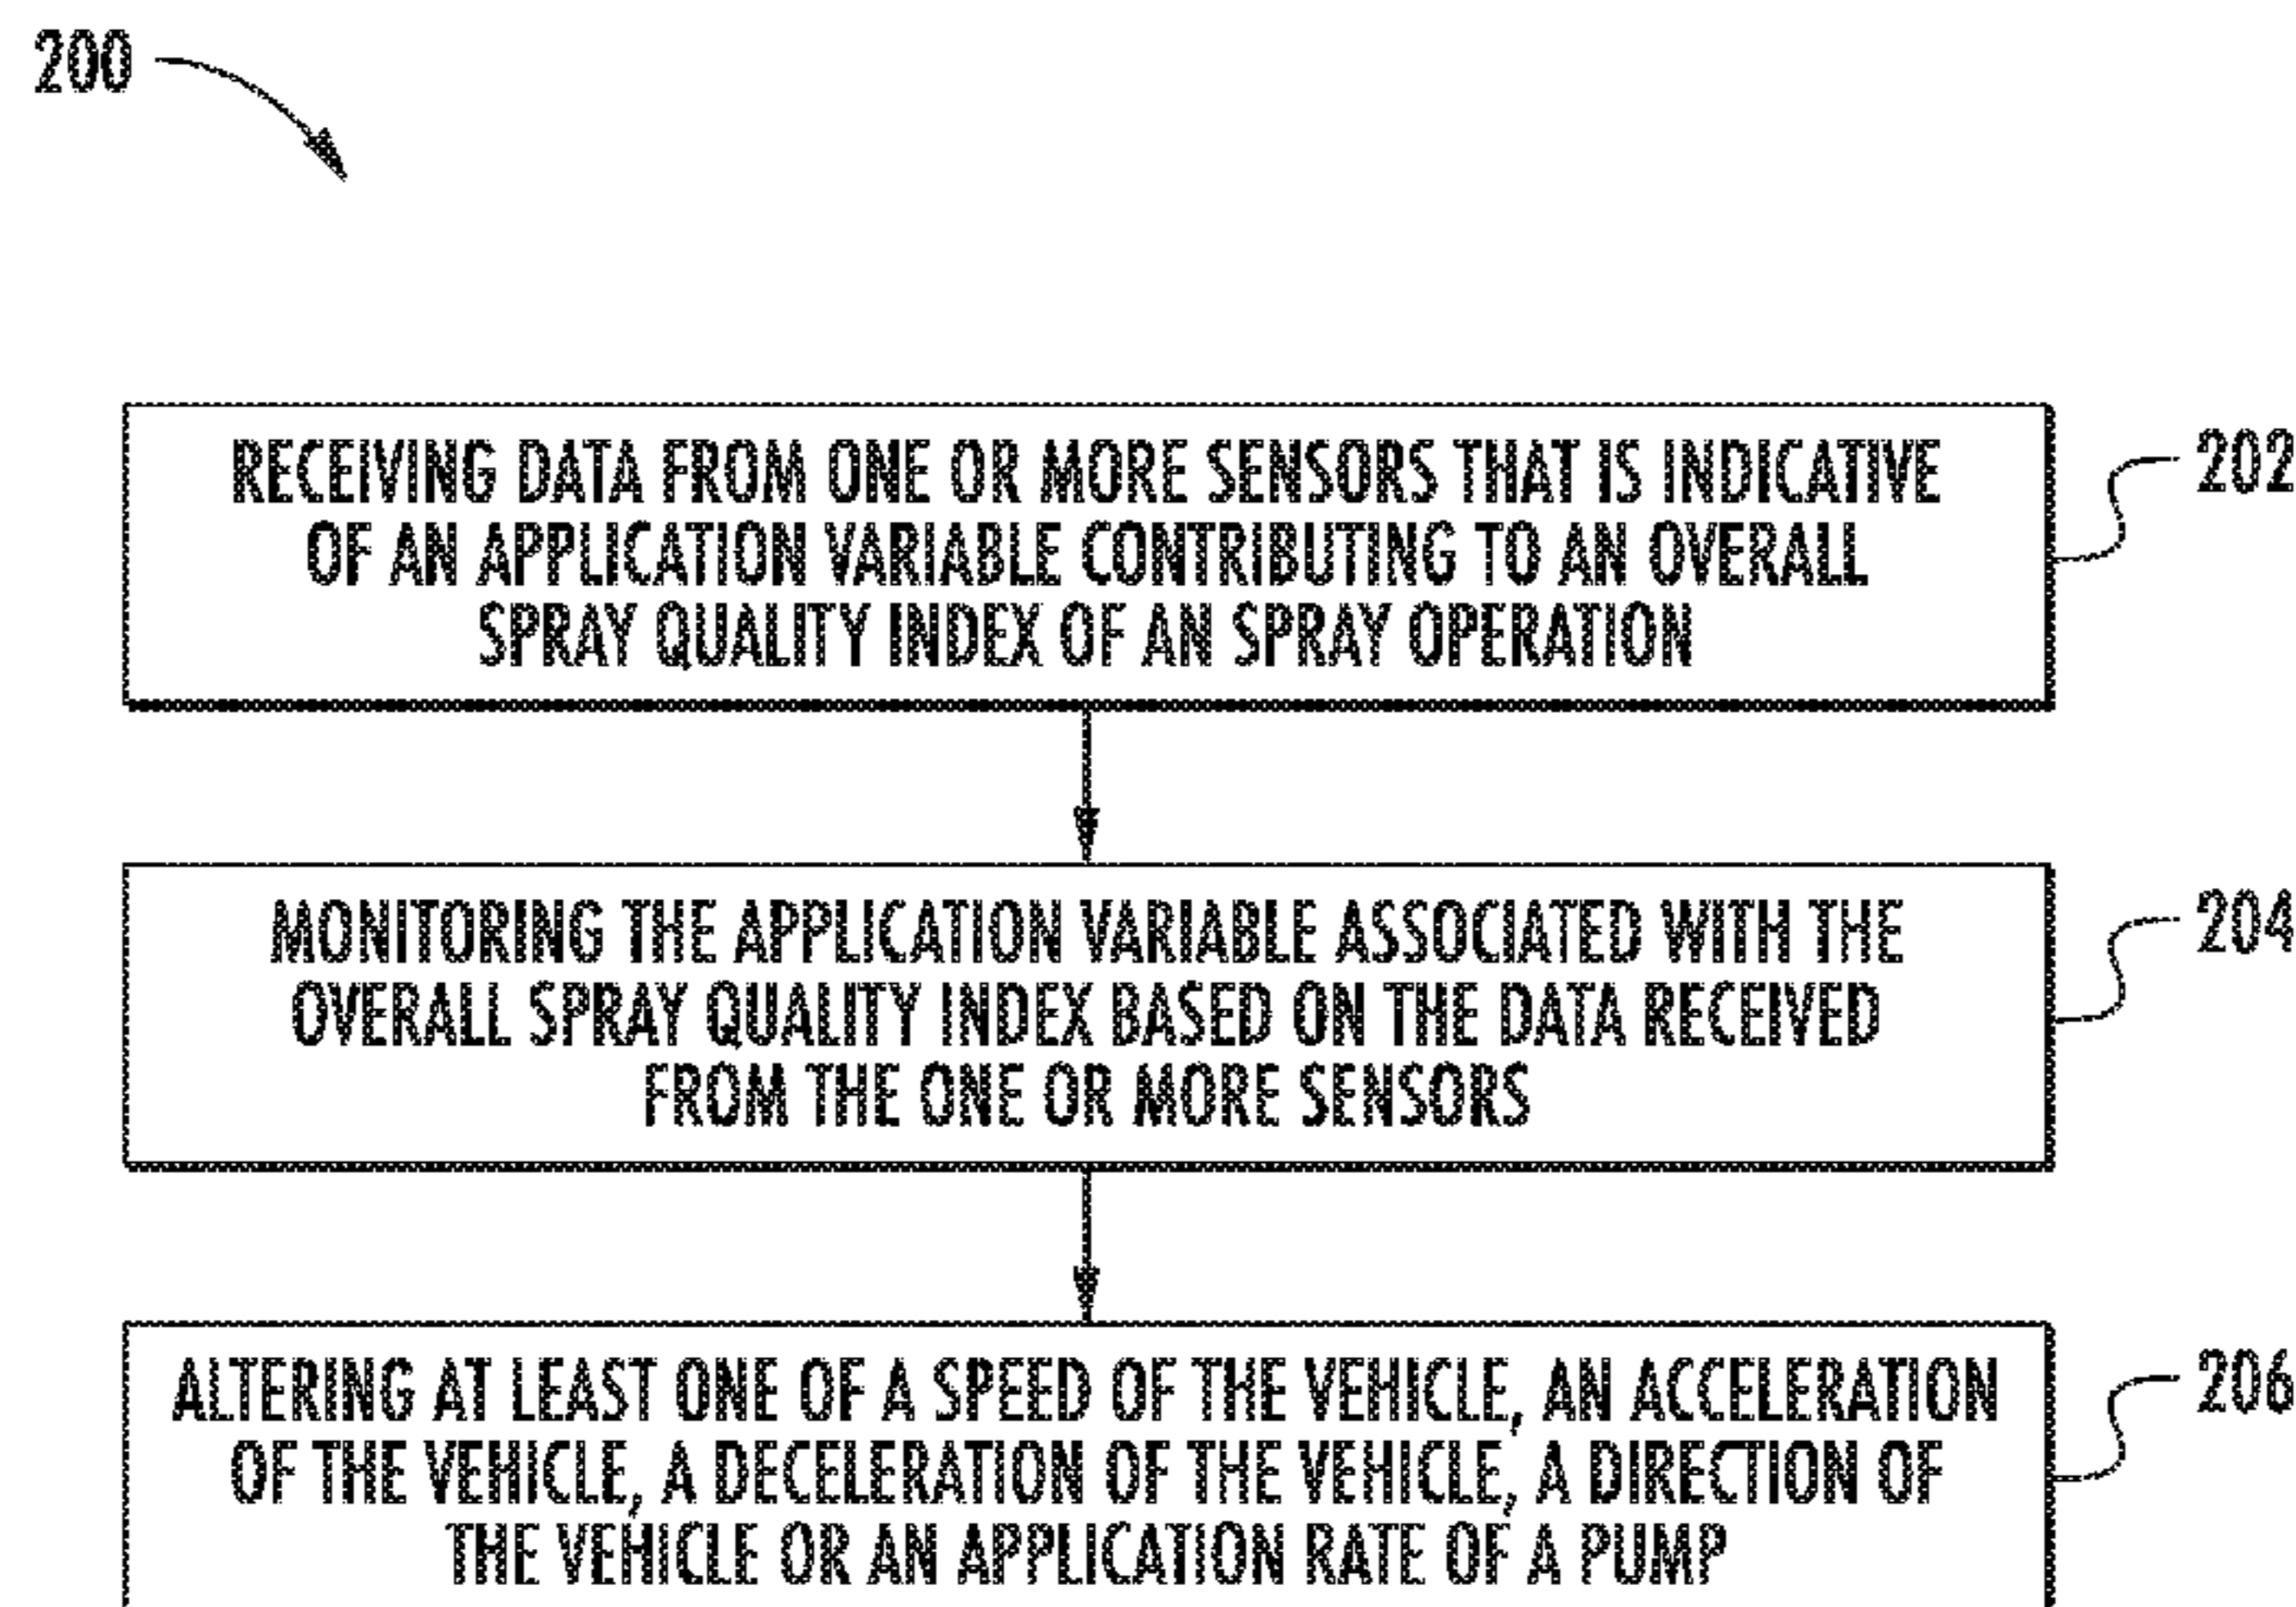 200
RECEIVING DATA FROM ONE OR MORE SENSORS THAT IS INDICATIVE
OF AN APPLICATION VARIABLE CONTRIBUTING TO AN OVERALL
SPRAY QUALITY INDEX OF AN SPRAY OPERATION
202
MONITORING THE APPLICATION VARIABLE ASSOCIATED WITH THE
OVERALL SPRAY QUALITY INDEX BASED ON THE DATA RECEIVED
FROM THE ONE OR MORE SENSORS
204
ALTERING AT LEAST ONE OF A SPEED OF THE VEHICLE, AN ACCELERATION
OF THE VEHICLE, A DECELERATION OF THE VEHICLE, A DIRECTION OF
THE VEHICLE OR AN APPLICATION RATE OF A PUMP
206